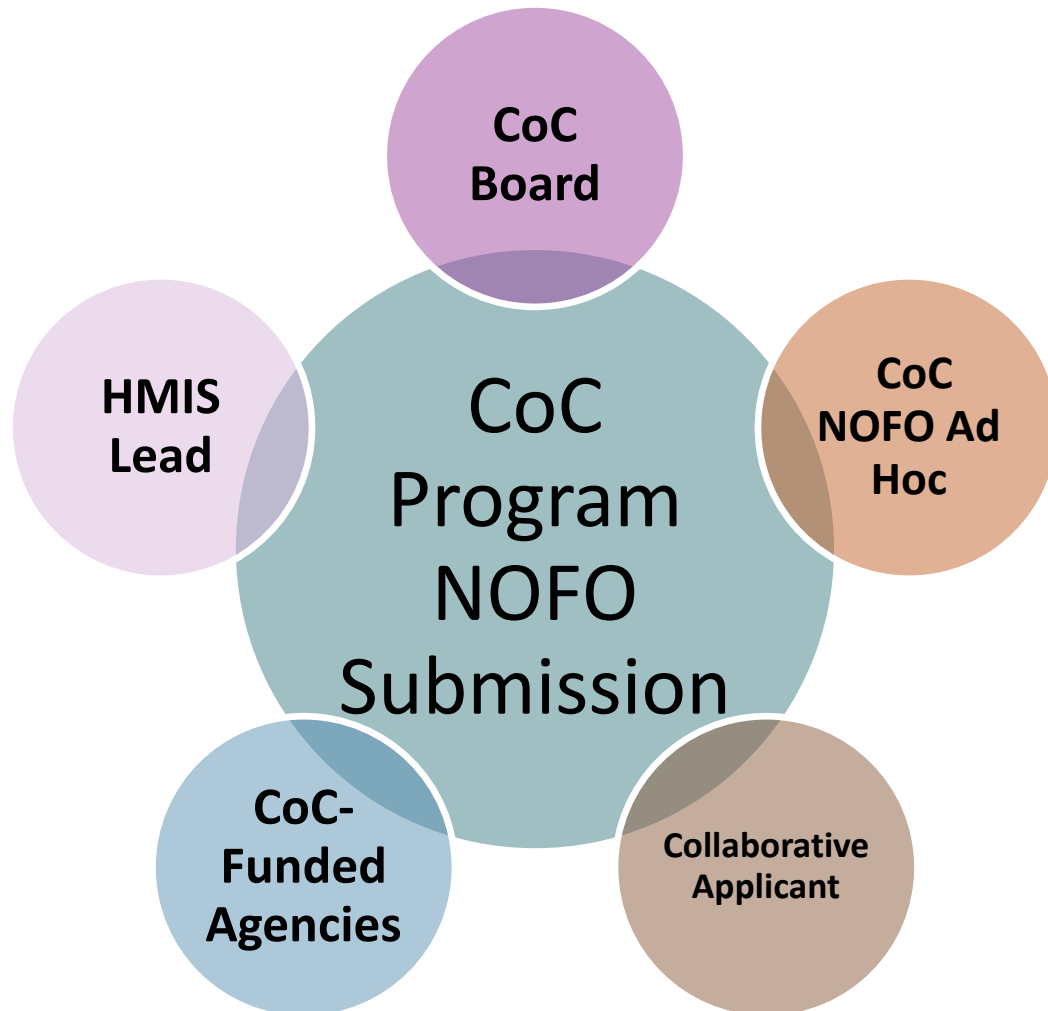 CoC
Board
CoC
NOFO Ad
Hoc
Collaborative
Applicant
CoC-
Funded
Agencies
HMIS
Lead
CoC
Program
NOFO
Submission